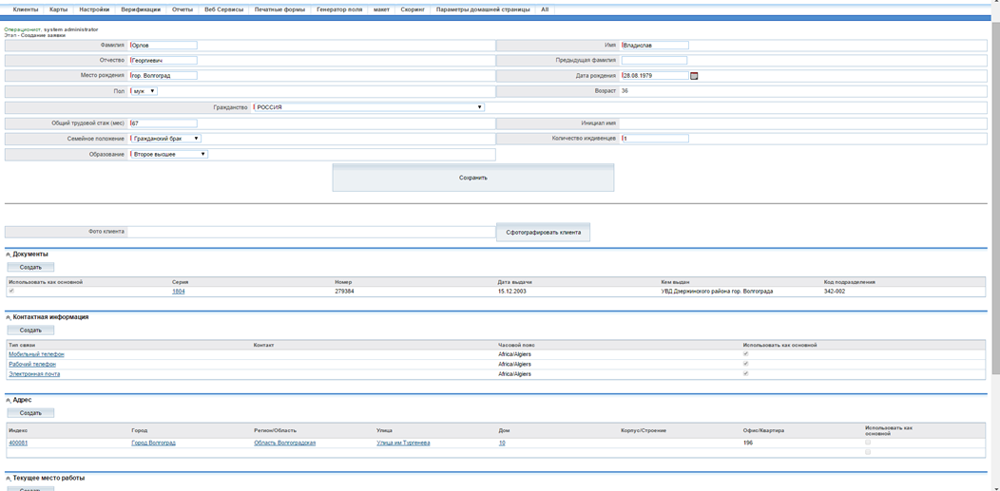 Клиенты Карты Настройки Верификации Отчеты Веб Сервисы Печатные формы Генератор поля макет Скоринг Параметры домашней страницы All
Операционист, system administrator
Этап - Создание заявки
Фамилия Орлов Имя Владислав
Отчество Георгиевич Предыдущая фамилия
Место рождения гор. Волгоград Дата рождения 28.08.1979
Пол муж Возраст 36
Гражданство РОССИЯ
Общий трудовой стаж (мес) 67 Инициал имя
Семейное положение Гражданский брак Количество иждивенцев 1
Образование Второе высшее
Сохранить
Фото клиента Сфотографировать клиента
Документы
Создать
Использовать как основной Серия Номер Дата выдачи Кем выдан Код подразделения
1804 279384 15.12.2003 УВД Дзержинского района гор. Волгограда 342-002
Контактная информация
Создать
Тип связи Контакт Часовой пояс Использовать как основной
Мобильный телефон Africa/Algiers
Рабочий телефон Africa/Algiers
Электронная почта Africa/Algiers
Адрес
Создать
Индекс Город Регион/Область Улица Дом Корпус/Строение Офис/Квартира Использовать как основной
400081 Город Волгоград Область Волгоградская Улица им Тургенева 10 196
Текущее место работы
Создать